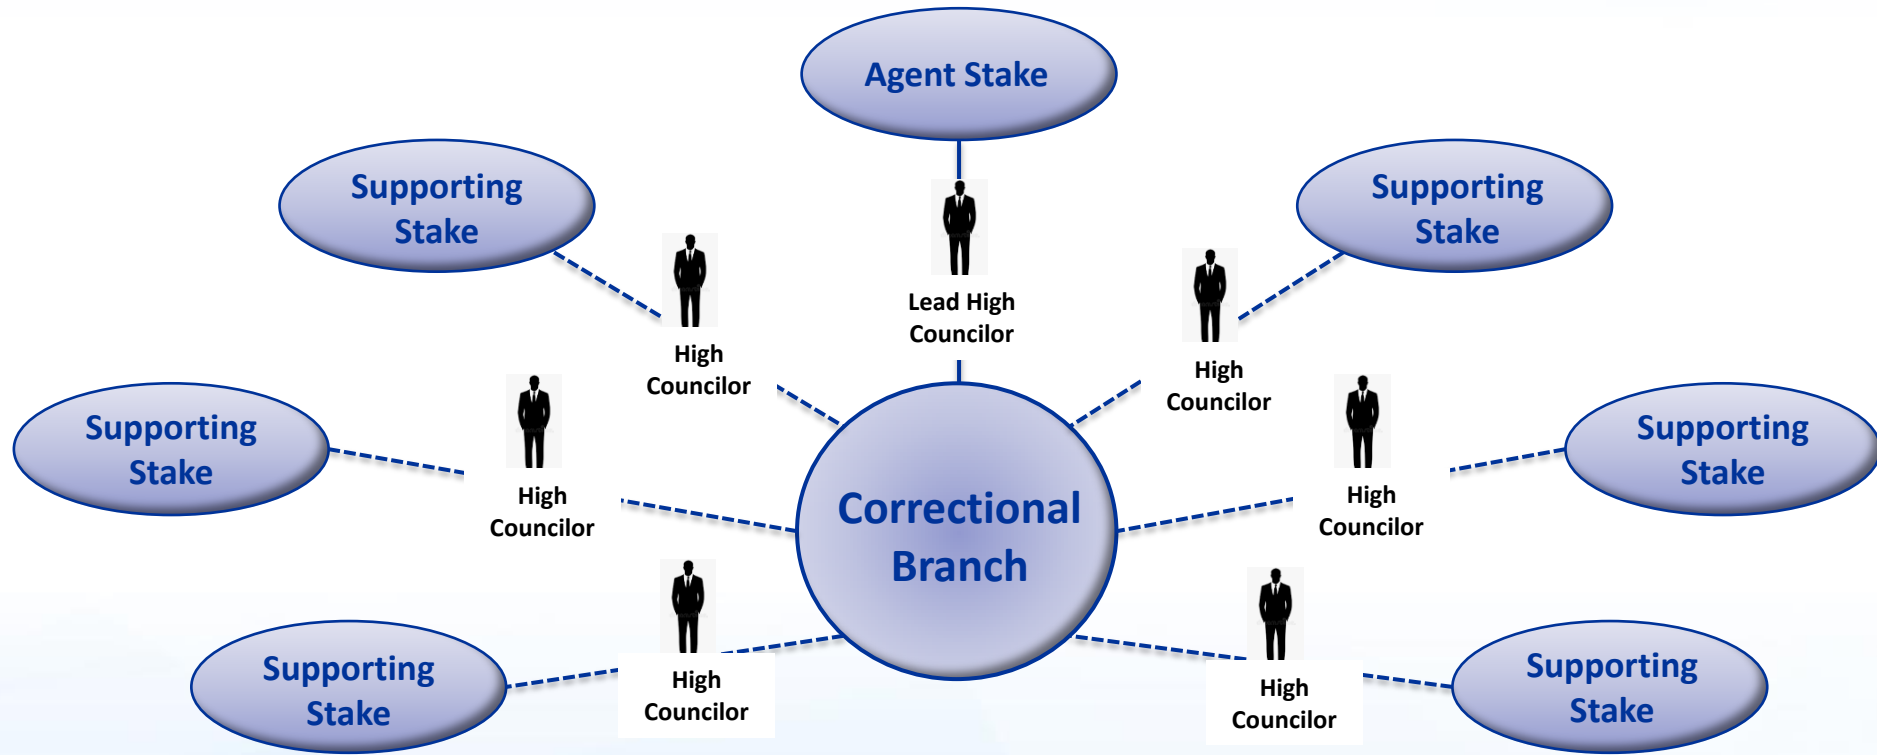 Agent Stake
Supporting
Stake
Supporting
Stake
Lead High
Councilor
High
Councilor
High
Councilor
Supporting
Stake
Supporting
Stake
High
Councilor
High
Councilor
Correctional
Branch
Supporting
Stake
High
Councilor
High
Councilor
Supporting
Stake